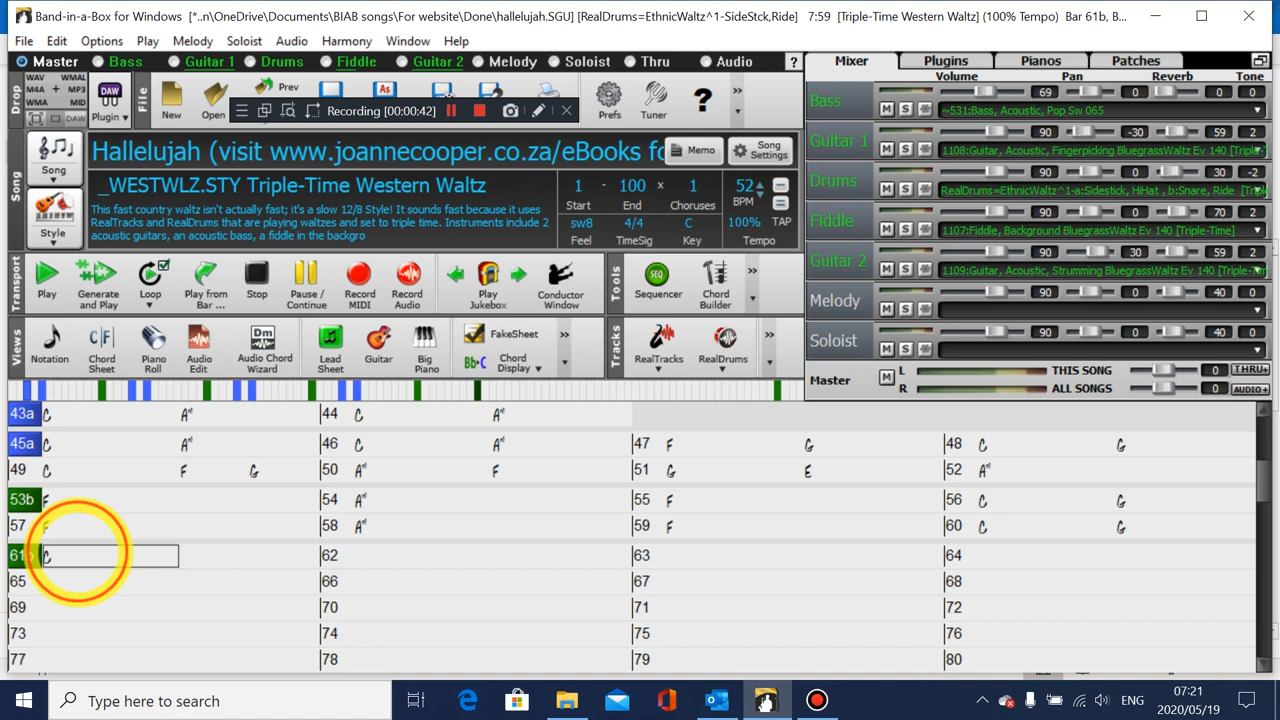 Band-in-a-Box for Windows [*..n\OneDrive\Documents\BIAB songs\For website\Done\hallelujah.SGU] [RealDrums=EthnicWaltz^1-SideStck,Ride] 7:59 [Triple-Time Western Waltz] (100% Tempo) Bar 61b, B...
File Edit Options Play Melody Soloist Audio Harmony Window Help
Master Bass Guitar 1 Drums Fiddle Guitar 2 Melody Soloist Thru Audio ?
Mixer Plugins Pianos Patches
Volume Pan Reverb Tone
Drop WAV WMAL M4A + MP3 WMA MID DAW
DAW Plugin
File
New Open Prev
As
Recording [00:00:42]
Prefs Tuner ?
Song
Song
Style
Hallelujah (visit www.joannecooper.co.za/eBooks fo
Memo
Song Settings
_WESTWLZ.STY Triple-Time Western Waltz
This fast country waltz isn't actually fast; it's a slow 12/8 Style! It sounds fast because it uses
RealTracks and RealDrums that are playing waltzes and set to triple time. Instruments include 2
acoustic guitars, an acoustic bass, a fiddle in the backgro
1 - 100 x 1
Start End Choruses
sw8 4/4 C
Feel TimeSig Key
52 BPM
100% TAP
Tempo
Bass M S 69 0 0 0
~531:Bass, Acoustic, Pop Sw 065
Guitar 1 M S 90 -30 59 2
1108:Guitar, Acoustic, Fingerpicking BluegrassWaltz Ev 140 [Triple-T
Drums M S 90 0 30 -2
RealDrums=EthnicWaltz^1-a:Sidestick, HiHat , b:Snare, Ride [Tripl
Fiddle M S 90 0 70 2
1107:Fiddle, Background BluegrassWaltz Ev 140 [Triple-Time]
Guitar 2 M S 90 30 59 2
1109:Guitar, Acoustic, Strumming BluegrassWaltz Ev 140 [Triple-Tim
Melody M S 90 0 40 0
Soloist M S 90 0 40 0
Master M L R THIS SONG 0 THRU+
ALL SONGS 0 AUDIO+
Transport
Play Generate and Play Loop Play from Bar ... Stop Pause / Continue Record MIDI Record Audio Play Jukebox Conductor Window
Tools
SEQ Sequencer Chord Builder
Views
Notation Chord Sheet Piano Roll Audio Edit Audio Chord Wizard Lead Sheet Guitar Big Piano
C F
Dm
FakeSheet
Bb>C Chord Display
Tracks
RealTracks RealDrums
43a C Am 44 C Am
45a C Am 46 C Am 47 F G 48 C G
49 C F G 50 Am F 51 G E 52 Am
53b F 54 Am 55 F 56 C G
57 F 58 Am 59 F 60 C G
61b C 62 63 64
65 66 67 68
69 70 71 72
73 74 75 76
77 78 79 80
Type here to search
ENG
07:21
2020/05/19